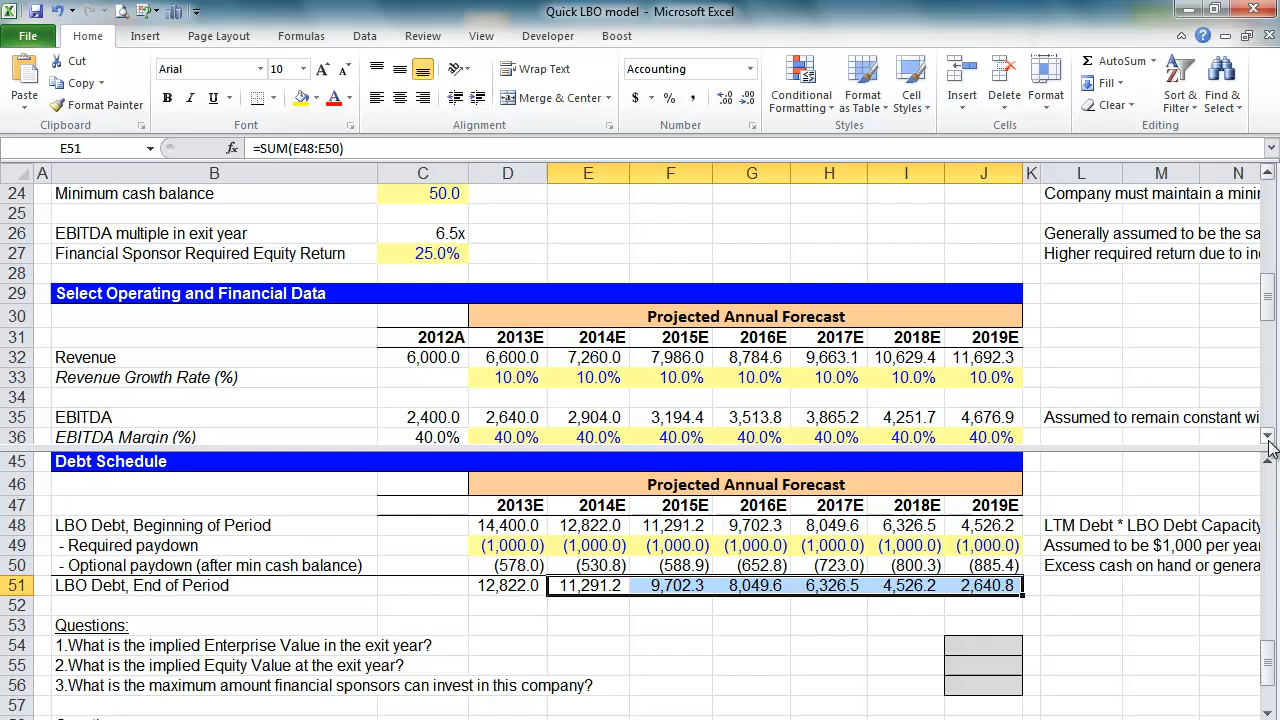 Quick LBO model - Microsoft Excel
File Home Insert Page Layout Formulas Data Review View Developer Boost
Paste Cut Copy Format Painter Clipboard
Arial 10 A A B I U A Font
Wrap Text Merge & Center Alignment
Accounting $ % , .0 .00 .00 .0 Number
Conditional Formatting Format as Table Cell Styles Styles
Insert Delete Format Cells
Σ AutoSum Fill Clear Sort & Filter Find & Select Editing
E51 fx =SUM(E48:E50)
A B C D E F G H I J K L M N
24 Minimum cash balance 50.0 Company must maintain a mini
25
26 EBITDA multiple in exit year 6.5x Generally assumed to be the sa
27 Financial Sponsor Required Equity Return 25.0% Higher required return due to in
28
29 Select Operating and Financial Data
30 Projected Annual Forecast
31 2012A 2013E 2014E 2015E 2016E 2017E 2018E 2019E
32 Revenue 6,000.0 6,600.0 7,260.0 7,986.0 8,784.6 9,663.1 10,629.4 11,692.3
33 Revenue Growth Rate (%) 10.0% 10.0% 10.0% 10.0% 10.0% 10.0% 10.0%
34
35 EBITDA 2,400.0 2,640.0 2,904.0 3,194.4 3,513.8 3,865.2 4,251.7 4,676.9 Assumed to remain constant wi
36 EBITDA Margin (%) 40.0% 40.0% 40.0% 40.0% 40.0% 40.0% 40.0% 40.0%
45 Debt Schedule
46 Projected Annual Forecast
47 2013E 2014E 2015E 2016E 2017E 2018E 2019E
48 LBO Debt, Beginning of Period 14,400.0 12,822.0 11,291.2 9,702.3 8,049.6 6,326.5 4,526.2 LTM Debt * LBO Debt Capacity
49 - Required paydown (1,000.0) (1,000.0) (1,000.0) (1,000.0) (1,000.0) (1,000.0) (1,000.0) Assumed to be $1,000 per year
50 - Optional paydown (after min cash balance) (578.0) (530.8) (588.9) (652.8) (723.0) (800.3) (885.4) Excess cash on hand or genera
51 LBO Debt, End of Period 12,822.0 11,291.2 9,702.3 8,049.6 6,326.5 4,526.2 2,640.8
52
53 Questions:
54 1.What is the implied Enterprise Value in the exit year?
55 2.What is the implied Equity Value at the exit year?
56 3.What is the maximum amount financial sponsors can invest in this company?
57